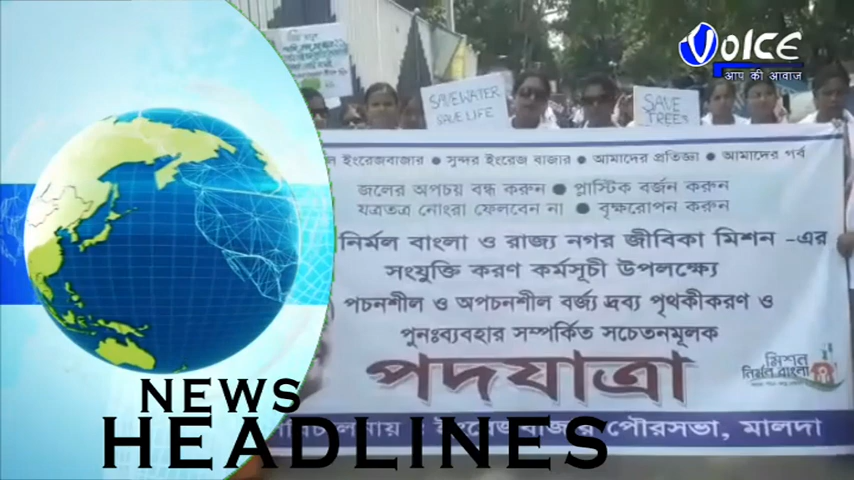 VOICE
आप की आवाज
SAVE WATER
SAVE LIFE
SAVE
TREES
ইংরেজবাজার ● সুন্দর ইংরেজ বাজার ● আমাদের প্রতিজ্ঞা ● আমাদের গর্ব
জলের অপচয় বন্ধ করুন ● প্লাস্টিক বর্জন করুন
যত্রতত্র নোংরা ফেলবেন না ● বৃক্ষরোপন করুন
নির্মল বাংলা ও রাজ্য নগর জীবিকা মিশন -এর
সংযুক্তি করণ কর্মসূচী উপলক্ষ্যে
পচনশীল ও অপচনশীল বর্জ্য দ্রব্য পৃথকীকরণ ও
পুনঃব্যবহার সম্পর্কিত সচেতনমূলক
পদযাত্রা
মিশন
নির্মল বাংলা
: ইংরেজবাজার পৌরসভা, মালদা
NEWS
HEADLINES